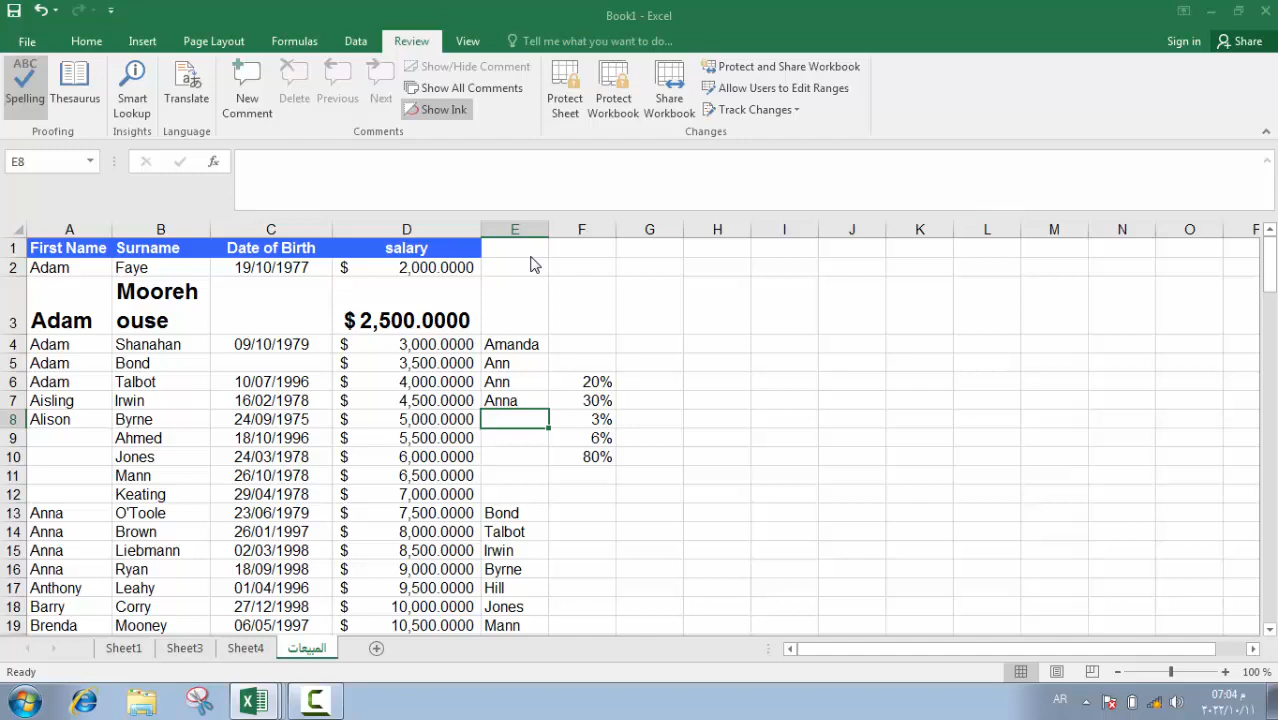 Book1 - Excel
File Home Insert Page Layout Formulas Data Review View Tell me what you want to do... Sign in Share
ABC
Spelling Thesaurus Smart Lookup Translate New Comment Delete Previous Next Show/Hide Comment Show All Comments Show Ink Protect Sheet Protect Workbook Share Workbook Protect and Share Workbook Allow Users to Edit Ranges Track Changes
Proofing Insights Language Comments Changes
E8 fx
A B C D E F G H I J K L M N O F
1 First Name Surname Date of Birth salary
2 Adam Faye 19/10/1977 $ 2,000.0000
3 Adam Mooreh ouse $ 2,500.0000
4 Adam Shanahan 09/10/1979 $ 3,000.0000 Amanda
5 Adam Bond $ 3,500.0000 Ann
6 Adam Talbot 10/07/1996 $ 4,000.0000 Ann 20%
7 Aisling Irwin 16/02/1978 $ 4,500.0000 Anna 30%
8 Alison Byrne 24/09/1975 $ 5,000.0000 3%
9 Ahmed 18/10/1996 $ 5,500.0000 6%
10 Jones 24/03/1978 $ 6,000.0000 80%
11 Mann 26/10/1978 $ 6,500.0000
12 Keating 29/04/1978 $ 7,000.0000
13 Anna O'Toole 23/06/1979 $ 7,500.0000 Bond
14 Anna Brown 26/01/1997 $ 8,000.0000 Talbot
15 Anna Liebmann 02/03/1998 $ 8,500.0000 Irwin
16 Anna Ryan 18/09/1998 $ 9,000.0000 Byrne
17 Anthony Leahy 01/04/1996 $ 9,500.0000 Hill
18 Barry Corry 27/12/1998 $ 10,000.0000 Jones
19 Brenda Mooney 06/05/1997 $ 10,500.0000 Mann
Sheet1 Sheet3 Sheet4 المبيعات
Ready 100 %
AR 07:04 م
٢٠٢٢/١٠/١١